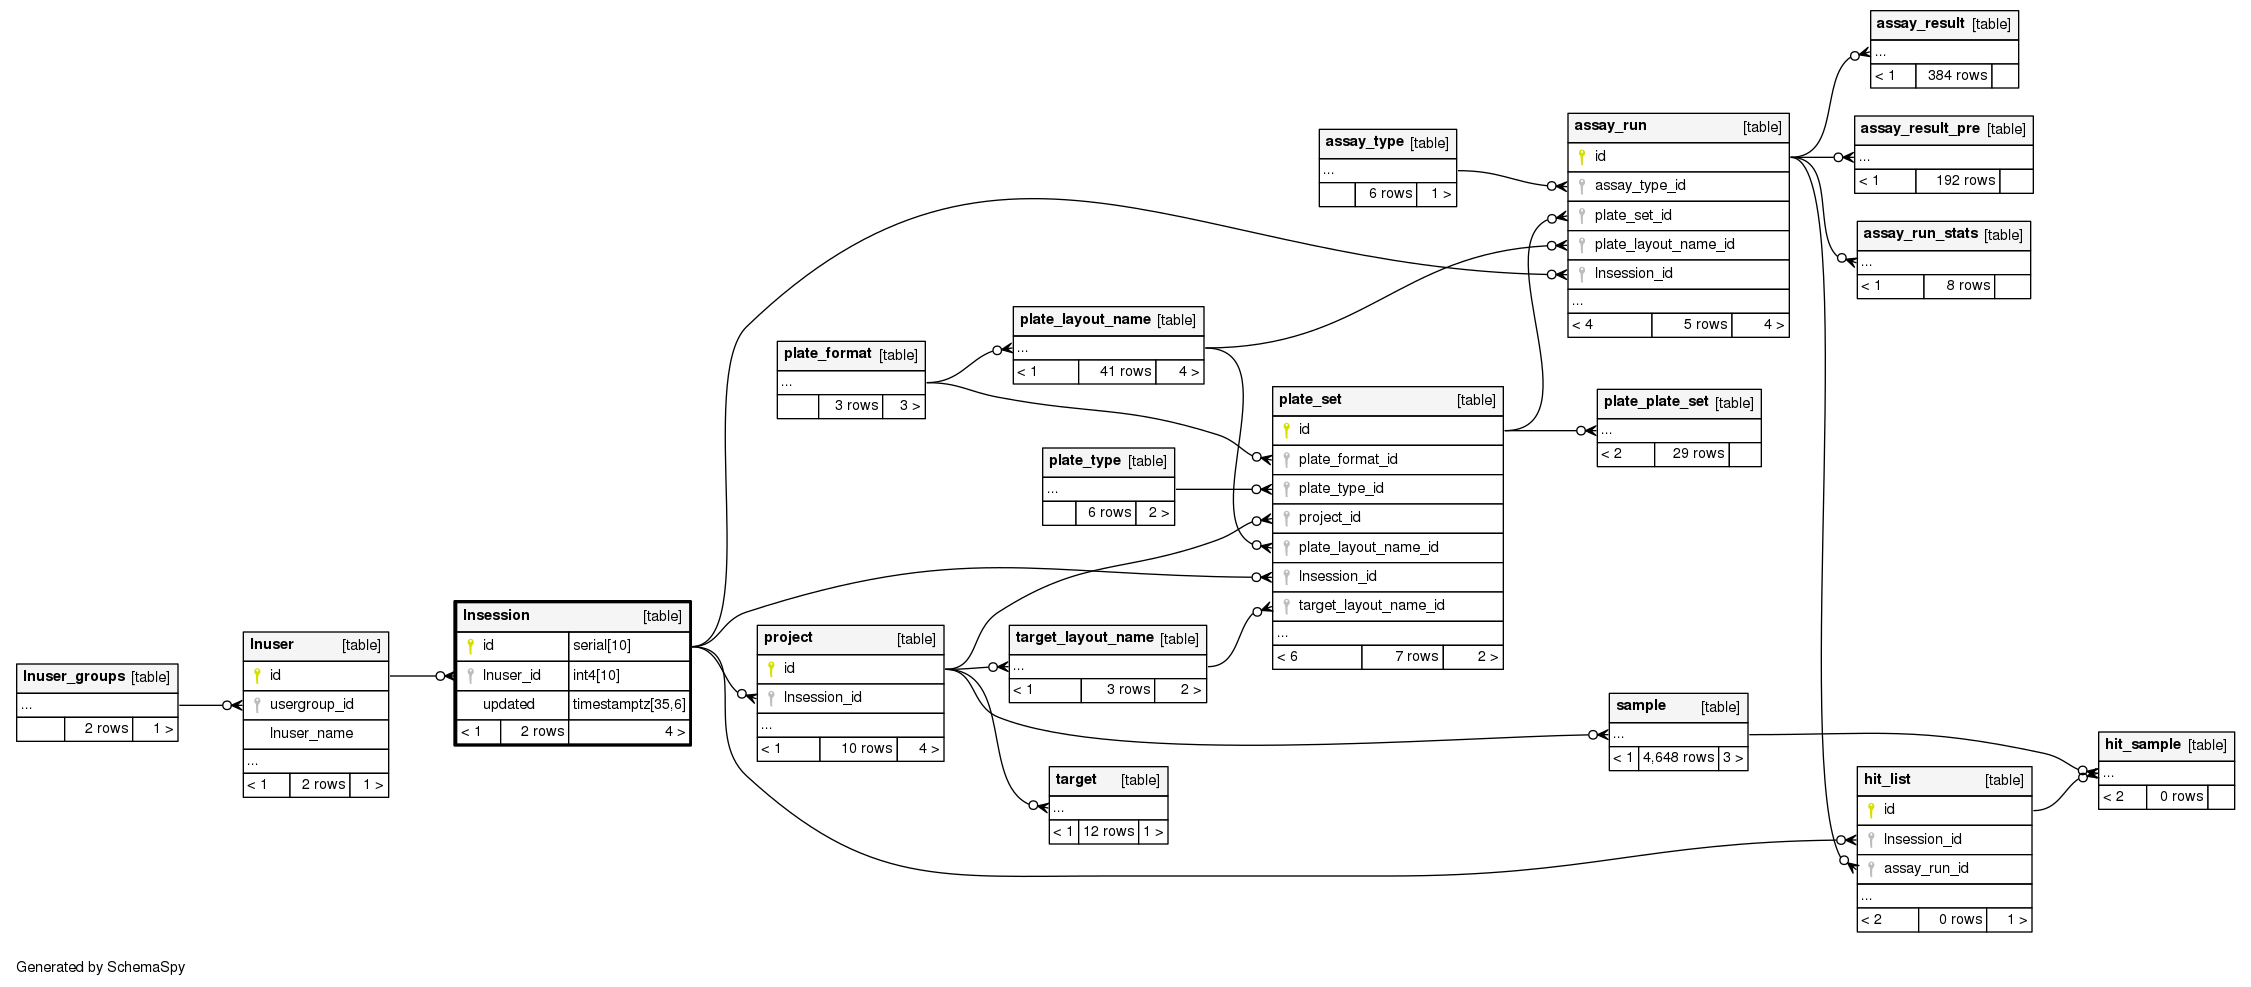 assay_result [table]
...
< 1 384 rows
assay_run [table]
id
assay_type_id
plate_set_id
plate_layout_name_id
lnsession_id
...
< 4 5 rows 4 >
assay_result_pre [table]
...
< 1 192 rows
assay_type [table]
...
6 rows 1 >
assay_run_stats [table]
...
< 1 8 rows
plate_layout_name [table]
...
< 1 41 rows 4 >
plate_format [table]
...
3 rows 3 >
plate_set [table]
id
plate_format_id
plate_type_id
project_id
plate_layout_name_id
lnsession_id
target_layout_name_id
...
< 6 7 rows 2 >
plate_plate_set [table]
...
< 2 29 rows
plate_type [table]
...
6 rows 2 >
lnsession [table]
id serial[10]
lnuser_id int4[10]
updated timestamptz[35,6]
< 1 2 rows 4 >
lnuser [table]
id
usergroup_id
lnuser_name
...
< 1 2 rows 1 >
lnuser_groups [table]
...
2 rows 1 >
project [table]
id
lnsession_id
...
< 1 10 rows 4 >
target_layout_name [table]
...
< 1 3 rows 2 >
sample [table]
...
< 1 4,648 rows 3 >
target [table]
...
< 1 12 rows 1 >
hit_sample [table]
...
< 2 0 rows
hit_list [table]
id
lnsession_id
assay_run_id
...
< 2 0 rows 1 >
Generated by SchemaSpy